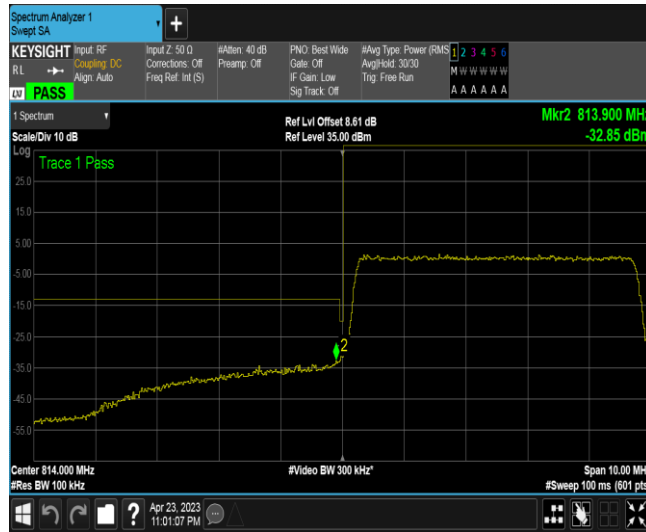 Spectrum Analyzer 1
Swept SA
+
KEYSIGHT
RL
LXI PASS
Input: RF
Coupling: DC
Align: Auto
Input Z: 50 Ω
Corrections: Off
Freq Ref: Int (S)
#Atten: 40 dB
Preamp: Off
PNO: Best Wide
Gate: Off
IF Gain: Low
Sig Track: Off
#Avg Type: Power (RMS
Avg|Hold: 30/30
Trig: Free Run
1 2 3 4 5 6
M W W W W W
A A A A A A
1 Spectrum
Scale/Div 10 dB
Ref Lvl Offset 8.61 dB
Ref Level 35.00 dBm
Mkr2 813.900 MHz
-32.85 dBm
Log
Trace 1 Pass
25.0
15.0
5.00
-5.00
-15.0
-25.0
-35.0
-45.0
-55.0
2
Center 814.000 MHz
#Res BW 100 kHz
#Video BW 300 kHz*
Span 10.00 MHz
#Sweep 100 ms (601 pts
?
Apr 23, 2023
11:01:07 PM